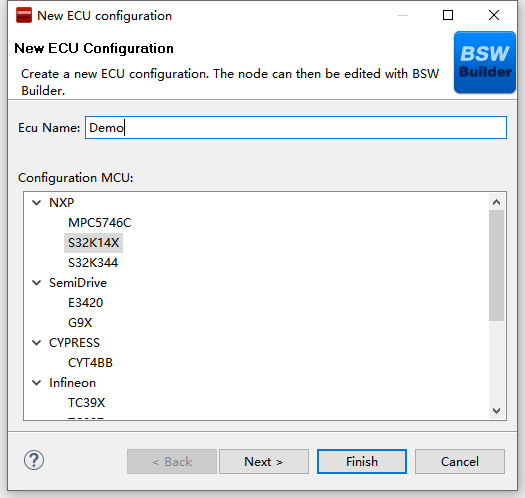 New ECU configuration
New ECU Configuration
Create a new ECU configuration. The node can then be edited with BSW
Builder.
BSW
Builder
Ecu Name: Demo
Configuration MCU:
NXP
MPC5746C
S32K14X
S32K344
SemiDrive
E3420
G9X
CYPRESS
CYT4BB
Infineon
TC39X
?
< Back
Next >
Finish
Cancel